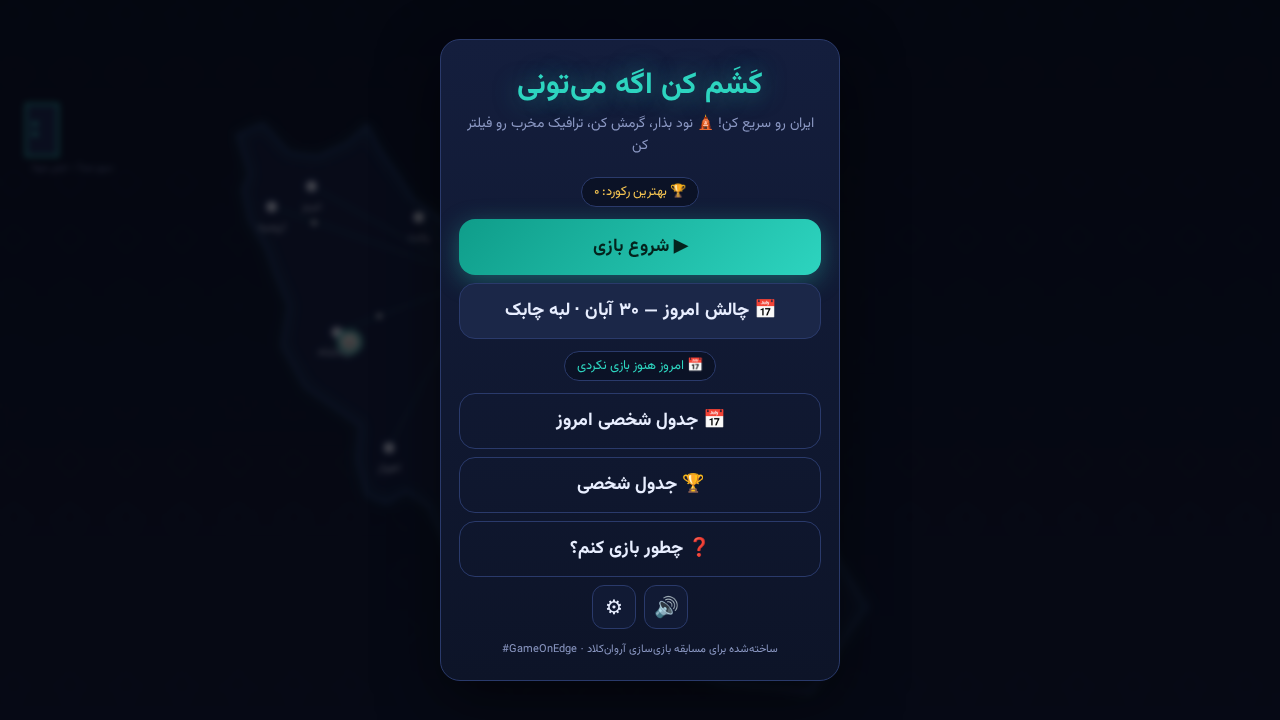 کَشَم کن اگه می‌تونی
ایران رو سریع کن! نود بذار، گرمش کن، ترافیک مخرب رو فیلتر
کن
🏆 بهترین رکورد: ۰
▶ شروع بازی
📅 چالش امروز — ۳۰ آبان · لبه چابک
📅 امروز هنوز بازی نکردی
📅 جدول شخصی امروز
🏆 جدول شخصی
❓ چطور بازی کنم؟
ساخته‌شده برای مسابقه بازی‌سازی آروان‌کلاد · #GameOnEdge